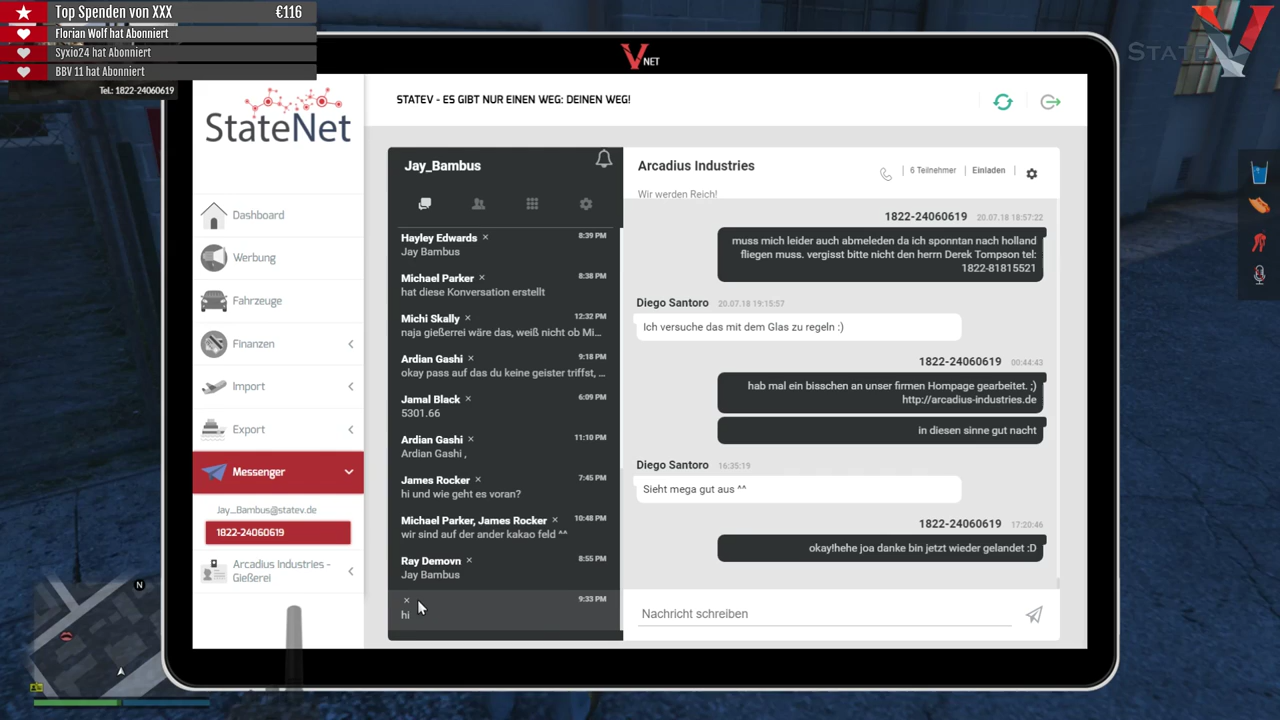 Top Spenden von XXX €116
Florian Wolf hat Abonniert
Syxio24 hat Abonniert
BBV 11 hat Abonniert
Tel.: 1822-24060619
STATEV
V NET
StateNet
STATEV - ES GIBT NUR EINEN WEG: DEINEN WEG!
Dashboard
Werbung
Fahrzeuge
Finanzen
Import
Export
Messenger
Jay_Bambus@statev.de
1822-24060619
Arcadius Industries -
Gießerei
Jay_Bambus
Hayley Edwards × 8:39 PM
Jay Bambus
Michael Parker × 8:38 PM
hat diese Konversation erstellt
Michi Skally × 12:32 PM
naja gießerrei wäre das, weiß nicht ob Mi...
Ardian Gashi × 9:18 PM
okay pass auf das du keine geister triffst, ...
Jamal Black × 6:09 PM
5301.66
Ardian Gashi × 11:10 PM
Ardian Gashi ,
James Rocker × 7:45 PM
hi und wie geht es voran?
Michael Parker, James Rocker × 10:48 PM
wir sind auf der ander kakao feld ^^
Ray Demovn × 8:55 PM
Jay Bambus
× 9:33 PM
hi
Arcadius Industries
6 Teilnehmer
Einladen
Wir werden Reich!
1822-24060619 20.07.18 18:57:22
muss mich leider auch abmeleden da ich sponntan nach holland
fliegen muss. vergisst bitte nicht den herrn Derek Tompson tel:
1822-81815521
Diego Santoro 20.07.18 19:15:57
Ich versuche das mit dem Glas zu regeln :)
1822-24060619 00:44:43
hab mal ein bisschen an unser firmen Hompage gearbeitet. ;)
http://arcadius-industries.de
in diesen sinne gut nacht
Diego Santoro 16:35:19
Sieht mega gut aus ^^
1822-24060619 17:20:46
okay!hehe joa danke bin jetzt wieder gelandet :D
Nachricht schreiben
N